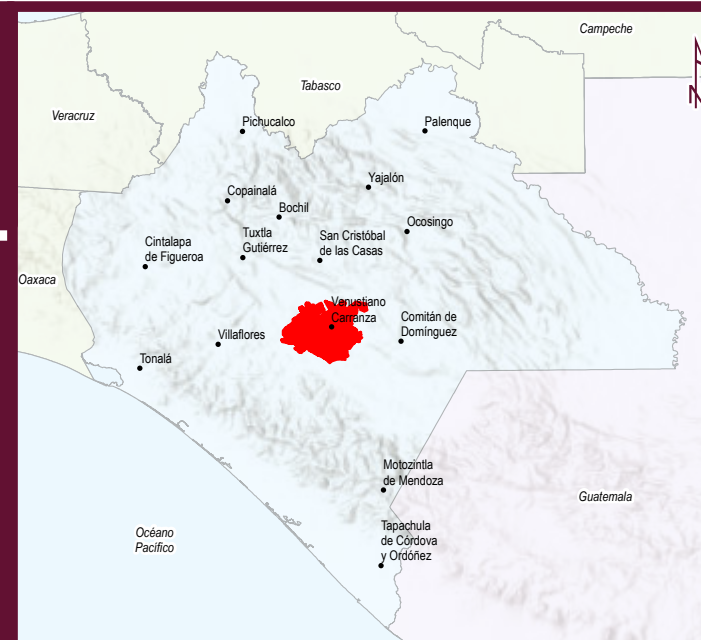 Campeche
Tabasco
Veracruz
Pichucalco
Palenque
Yajalón
Copainalá
Bochil
Ocosingo
Tuxtla
Gutiérrez
San Cristóbal
de las Casas
Cintalapa
de Figueroa
Oaxaca
Venustiano
Carranza
Comitán de
Domínguez
Villaflores
Tonalá
Motozintla
de Mendoza
Guatemala
Océano
Pacífico
Tapachula
de Córdova
y Ordóñez